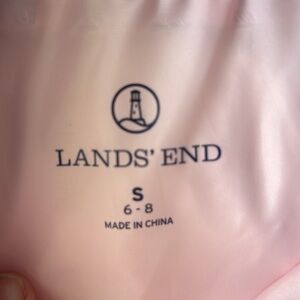 LANDS' END
S
6 - 8
MADE IN CHINA